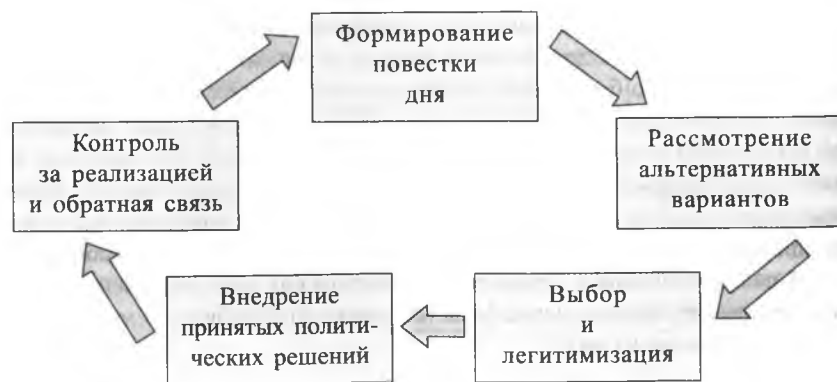 Формирование
повестки
дня
Рассмотрение
альтернативных
вариантов
Выбор
и
легитимизация
Внедрение
принятых полити-
ческих решений
Контроль
за реализацией
и обратная связь